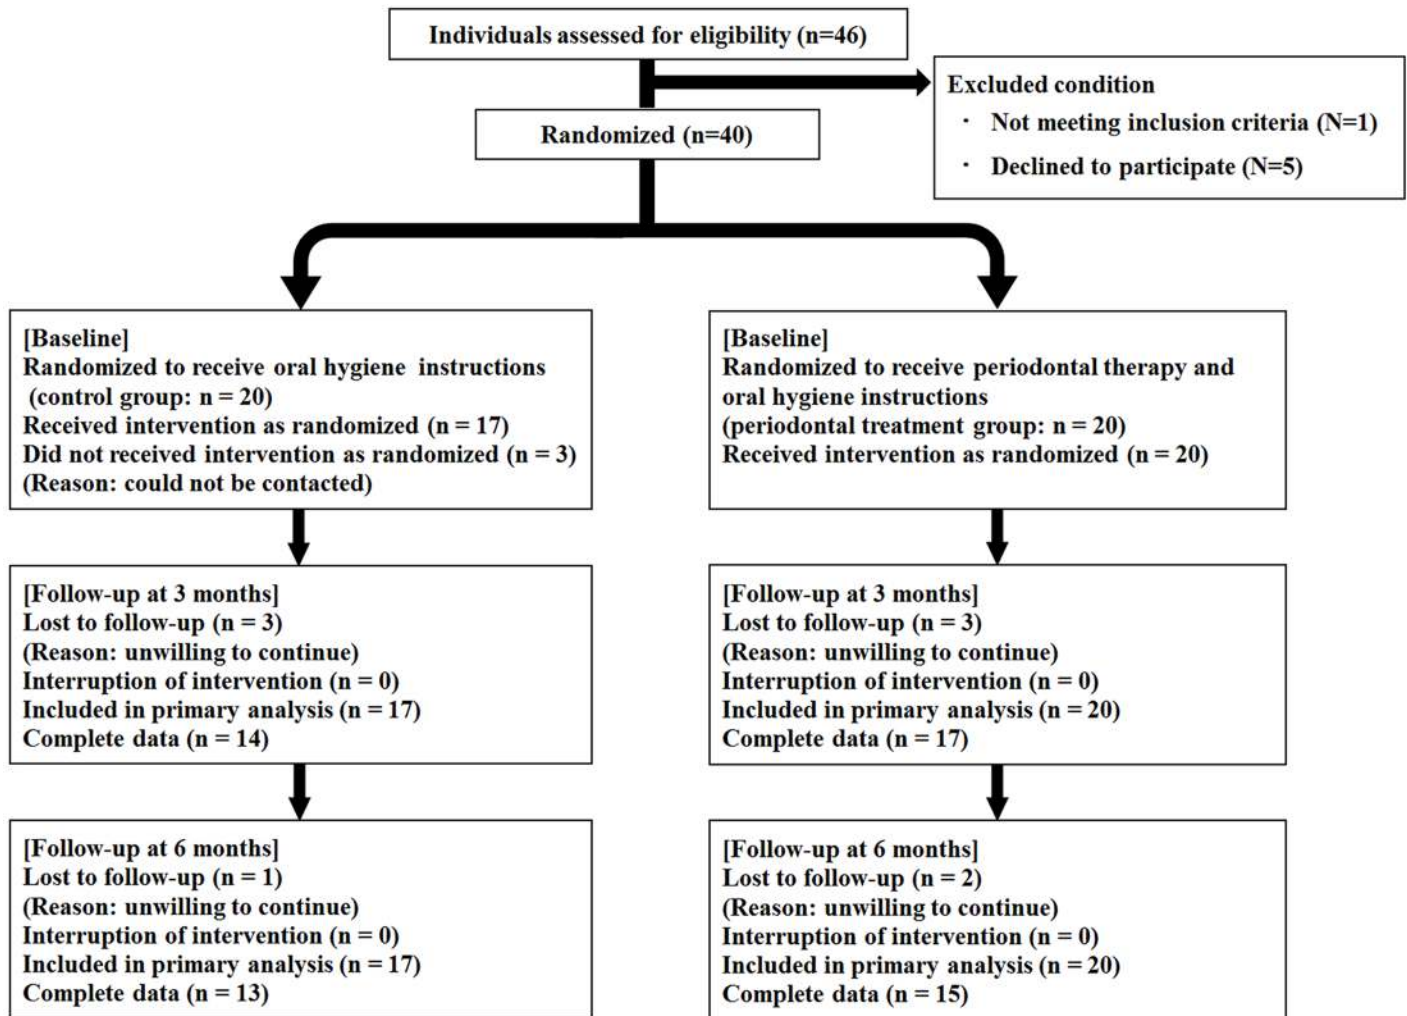 Individuals assessed for eligibility (n=46)
Excluded condition
· Not meeting inclusion criteria (N=1)
· Declined to participate (N=5)
Randomized (n=40)
[Baseline]
Randomized to receive oral hygiene instructions
(control group: n = 20)
Received intervention as randomized (n = 17)
Did not received intervention as randomized (n = 3)
(Reason: could not be contacted)
[Baseline]
Randomized to receive periodontal therapy and
oral hygiene instructions
(periodontal treatment group: n = 20)
Received intervention as randomized (n = 20)
[Follow-up at 3 months]
Lost to follow-up (n = 3)
(Reason: unwilling to continue)
Interruption of intervention (n = 0)
Included in primary analysis (n = 17)
Complete data (n = 14)
[Follow-up at 3 months]
Lost to follow-up (n = 3)
(Reason: unwilling to continue)
Interruption of intervention (n = 0)
Included in primary analysis (n = 20)
Complete data (n = 17)
[Follow-up at 6 months]
Lost to follow-up (n = 1)
(Reason: unwilling to continue)
Interruption of intervention (n = 0)
Included in primary analysis (n = 17)
Complete data (n = 13)
[Follow-up at 6 months]
Lost to follow-up (n = 2)
(Reason: unwilling to continue)
Interruption of intervention (n = 0)
Included in primary analysis (n = 20)
Complete data (n = 15)